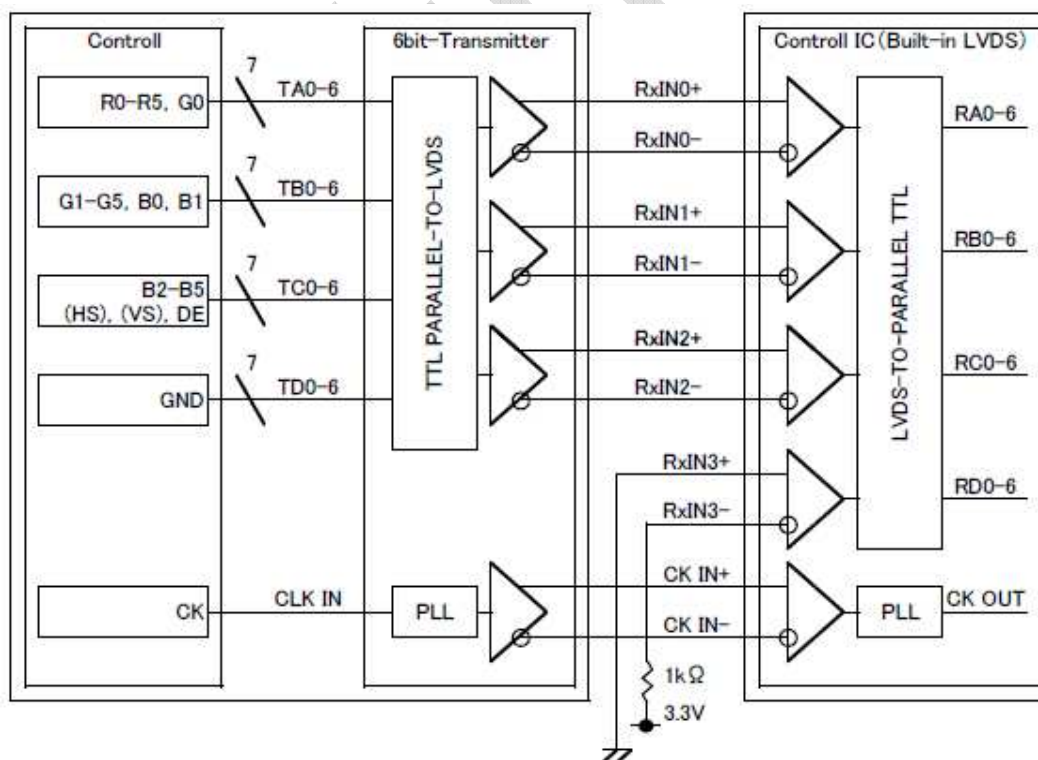 Controll
6bit-Transmitter
Controll IC(Built-in LVDS)
R0-R5, G0
7
TA0-6
G1-G5, B0, B1
7
TB0-6
B2-B5
(HS), (VS), DE
7
TC0-6
GND
7
TD0-6
CK
CLK IN
TTL PARALLEL-TO-LVDS
PLL
RxIN0+
RxIN0-
RxIN1+
RxIN1-
RxIN2+
RxIN2-
RxIN3+
RxIN3-
CK IN+
CK IN-
1kΩ
3.3V
LVDS-TO-PARALLEL TTL
PLL
RA0-6
RB0-6
RC0-6
RD0-6
CK OUT